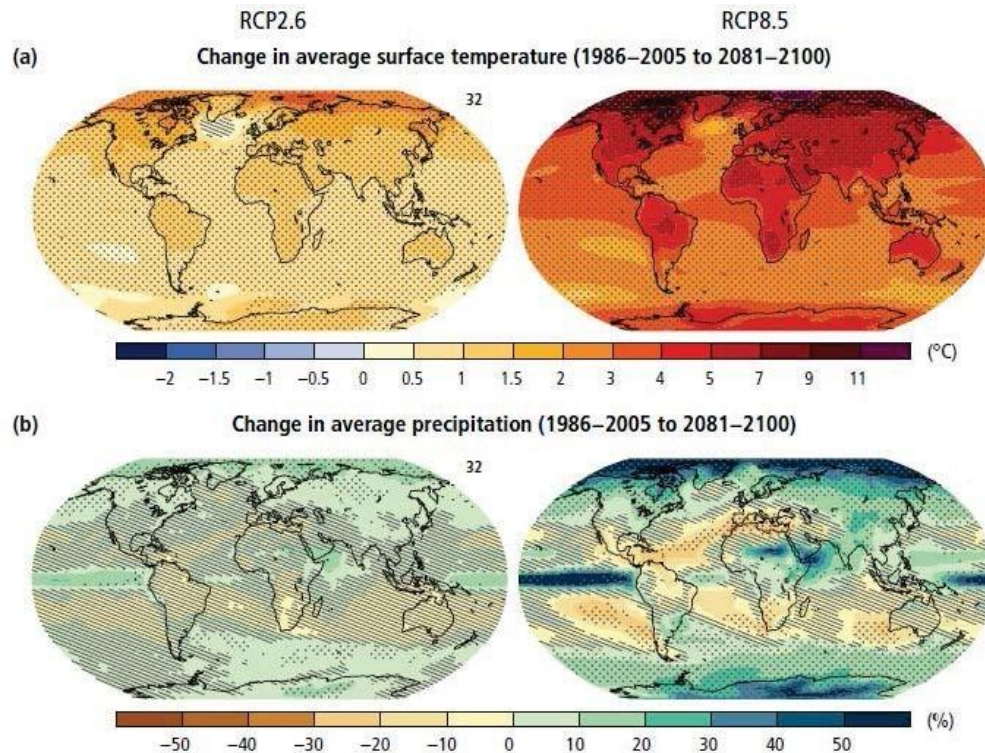 RCP2.6 RCP8.5
(a) Change in average surface temperature (1986–2005 to 2081–2100)
32
(°C)
−2 −1.5 −1 −0.5 0 0.5 1 1.5 2 3 4 5 7 9 11
(b) Change in average precipitation (1986–2005 to 2081–2100)
32
(%)
−50 −40 −30 −20 −10 0 10 20 30 40 50